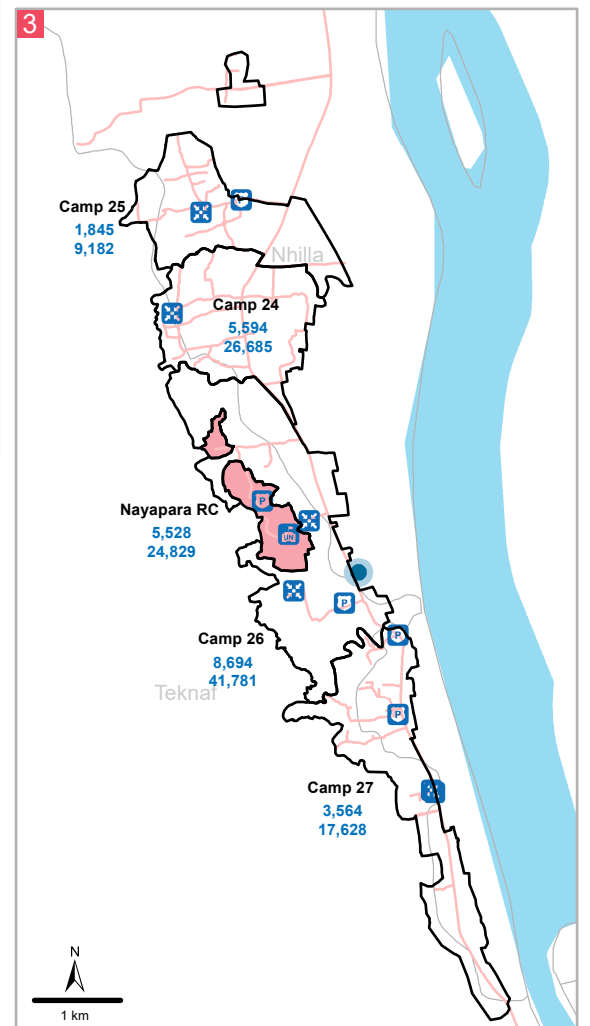 3
Camp 25
1,845
9,182
Nhilla
Camp 24
5,594
26,685
P
Nayapara RC
5,528
24,829
UN
P
P
Camp 26
8,694
41,781
Teknaf
P
Camp 27
3,564
17,628
N
1 km